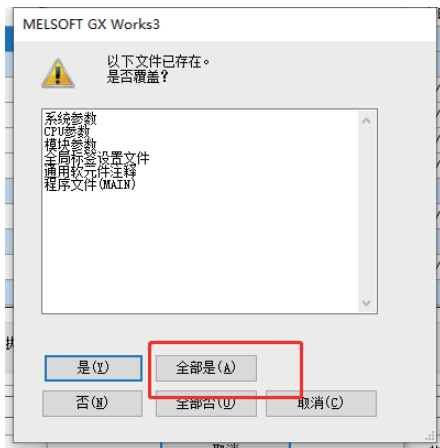 MELSOFT GX Works3
以下文件已存在。
是否覆盖?
系统参数
CPU参数
模块参数
全局标签设置文件
通用软元件注释
程序文件(MAIN)
是(Y)
全部是(A)
否(N)
全部否(U)
取消(C)